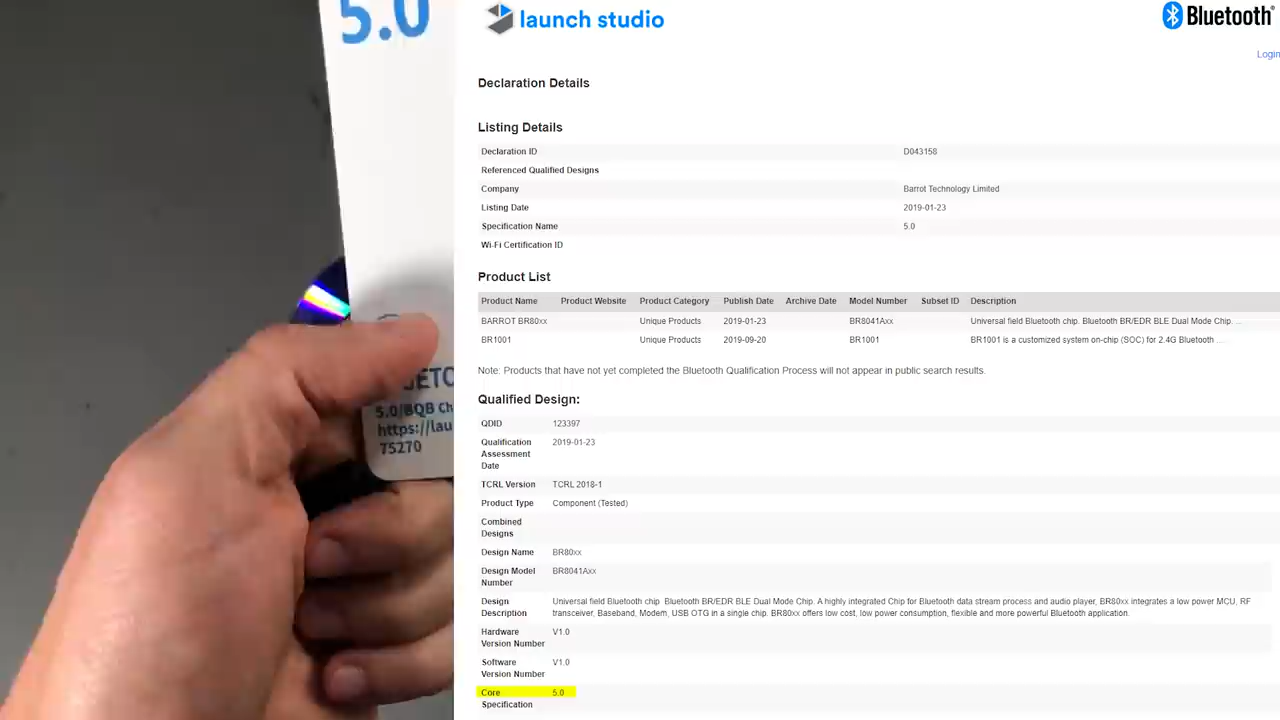 5.0
5.0/BQB Ch
https://lau
75270
launch studio
Bluetooth®
Login
Declaration Details
Listing Details
Declaration ID D043158
Referenced Qualified Designs
Company Barrot Technology Limited
Listing Date 2019-01-23
Specification Name 5.0
Wi-Fi Certification ID
Product List
Product Name Product Website Product Category Publish Date Archive Date Model Number Subset ID Description
BARROT BR80xx Unique Products 2019-01-23 BR8041Axx Universal field Bluetooth chip. Bluetooth BR/EDR BLE Dual Mode Chip. ...
BR1001 Unique Products 2019-09-20 BR1001 BR1001 is a customized system on-chip (SOC) for 2.4G Bluetooth ...
Note: Products that have not yet completed the Bluetooth Qualification Process will not appear in public search results.
Qualified Design:
QDID 123397
Qualification 2019-01-23
Assessment
Date
TCRL Version TCRL 2018-1
Product Type Component (Tested)
Combined
Designs
Design Name BR80xx
Design Model BR8041Axx
Number
Design Universal field Bluetooth chip Bluetooth BR/EDR BLE Dual Mode Chip. A highly integrated Chip for Bluetooth data stream process and audio player, BR80xx integrates a low power MCU, RF
Description transceiver, Baseband, Modem, USB OTG in a single chip. BR80xx offers low cost, low power consumption, flexible and more powerful Bluetooth application.
Hardware V1.0
Version Number
Software V1.0
Version Number
Core 5.0
Specification